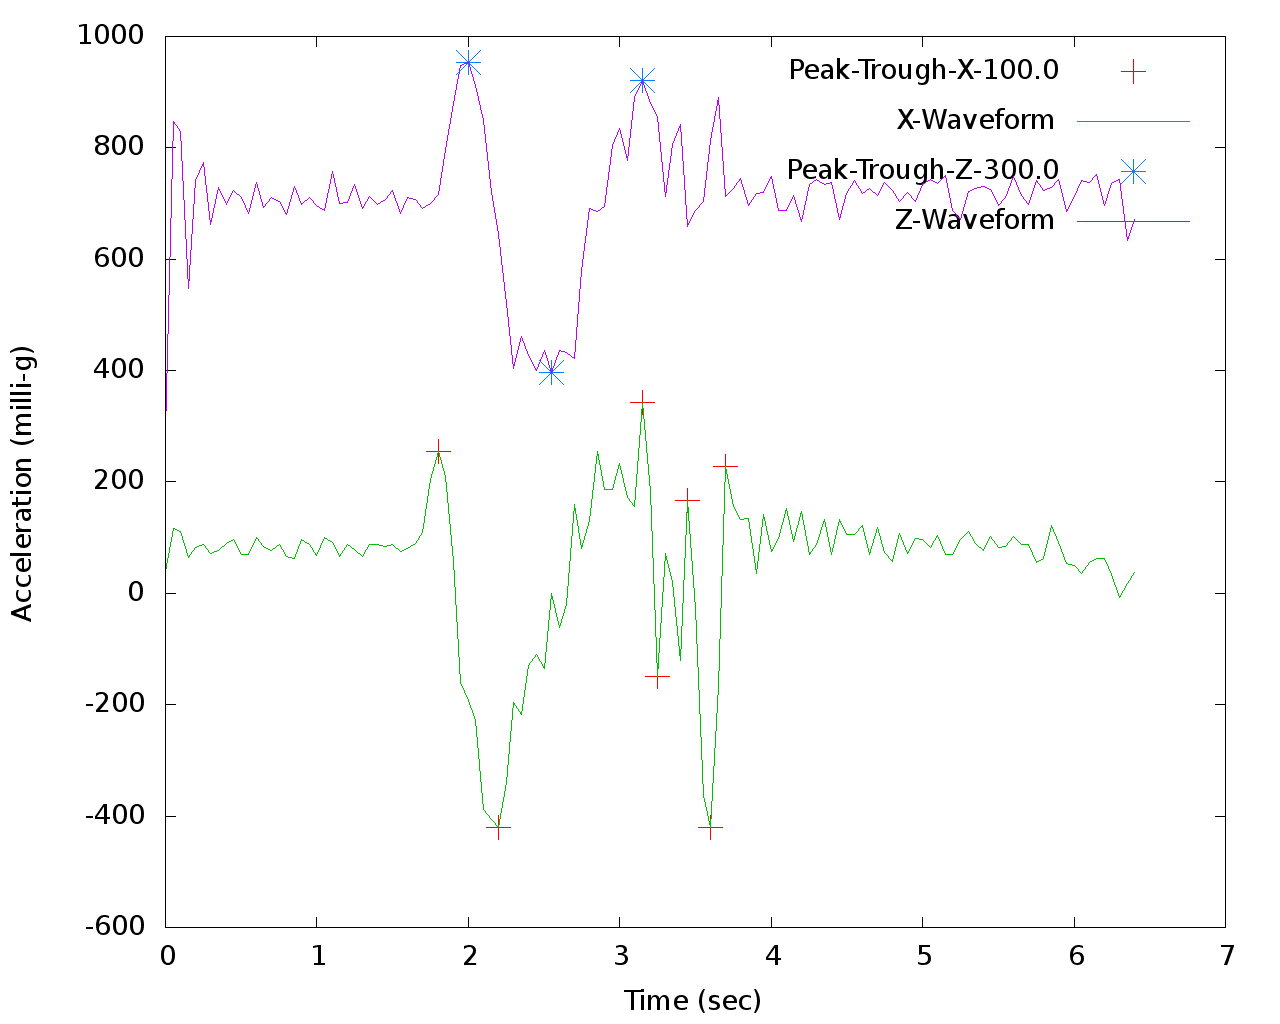 1000
800
600
400
200
0
-200
-400
-600
0 1 2 3 4 5 6 7
Acceleration (milli-g)
Time (sec)
Peak-Trough-X-100.0
X-Waveform
Peak-Trough-Z-300.0
Z-Waveform